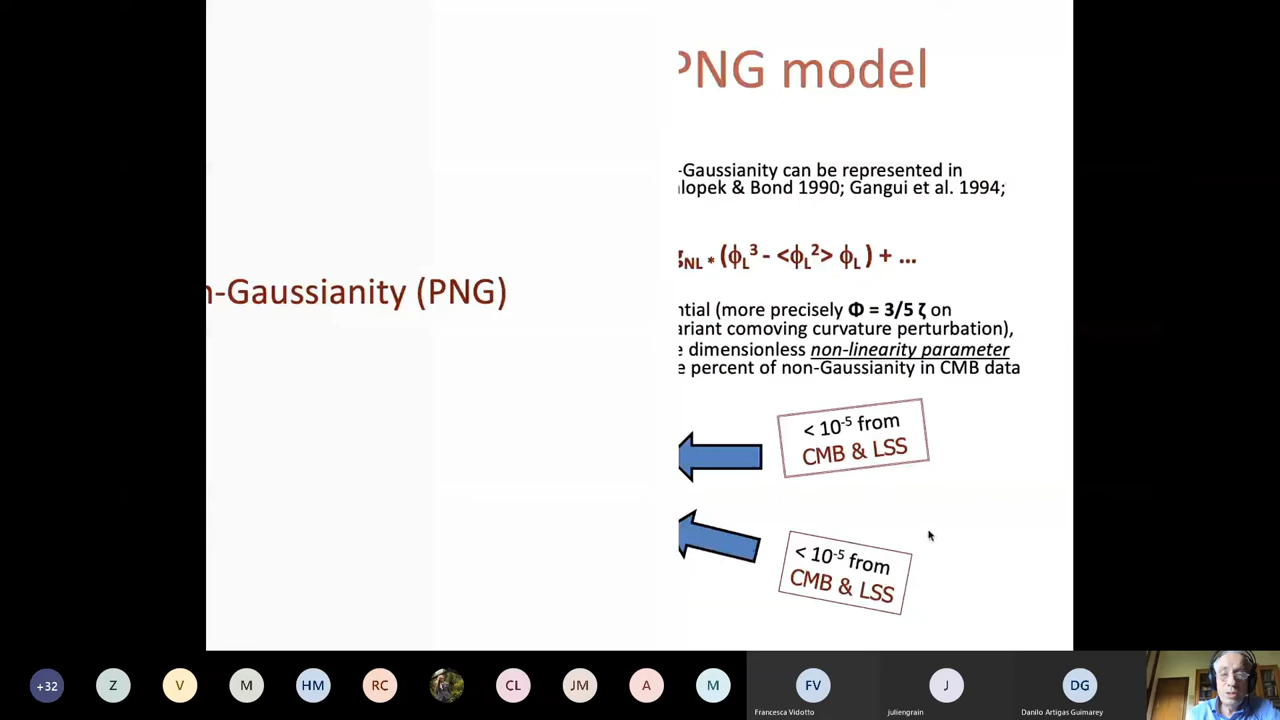 PNG model
-Gaussianity can be represented in
alopek & Bond 1990; Gangui et al. 1994;
NL * (ϕL³ - <ϕL²> ϕL ) + ...
n-Gaussianity (PNG)
ntial (more precisely Φ = 3/5 ζ on
ariant comoving curvature perturbation),
e dimensionless non-linearity parameter
e percent of non-Gaussianity in CMB data
< 10⁻⁵ from
CMB & LSS
< 10⁻⁵ from
CMB & LSS
+32
Z
V
M
HM
RC
CL
JM
A
M
FV
J
DG
Francesca Vidotto
juliengrain
Danilo Artigas Guimarey